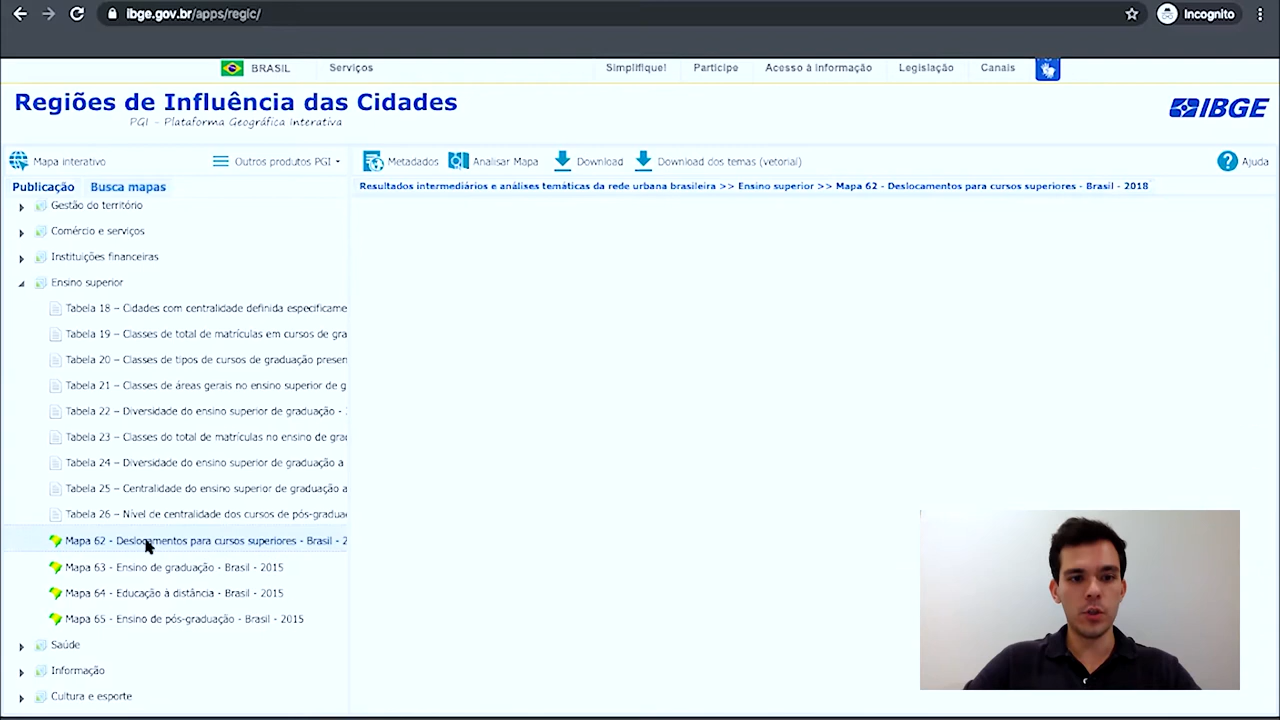 ibge.gov.br/apps/regic/
Incognito
BRASIL
Serviços
Simplifique!
Participe
Acesso à informação
Legislação
Canais
Regiões de Influência das Cidades
PGI - Plataforma Geográfica Interativa
IBGE
Mapa interativo
Outros produtos PGI
Metadados
Analisar Mapa
Download
Download dos temas (vetorial)
Ajuda
Publicação
Busca mapas
Resultados intermediários e análises temáticas da rede urbana brasileira >> Ensino superior >> Mapa 62 - Deslocamentos para cursos superiores - Brasil - 2018
Gestão do território
Comércio e serviços
Instituições financeiras
Ensino superior
Tabela 18 – Cidades com centralidade definida especificame
Tabela 19 – Classes de total de matrículas em cursos de gra
Tabela 20 – Classes de tipos de cursos de graduação presen
Tabela 21 – Classes de áreas gerais no ensino superior de g
Tabela 22 – Diversidade do ensino superior de graduação -
Tabela 23 – Classes do total de matrículas no ensino de gra
Tabela 24 – Diversidade do ensino superior de graduação a
Tabela 25 – Centralidade do ensino superior de graduação a
Tabela 26 – Nível de centralidade dos cursos de pós-gradua
Mapa 62 - Deslocamentos para cursos superiores - Brasil - 2
Mapa 63 - Ensino de graduação - Brasil - 2015
Mapa 64 - Educação à distância - Brasil - 2015
Mapa 65 - Ensino de pós-graduação - Brasil - 2015
Saúde
Informação
Cultura e esporte